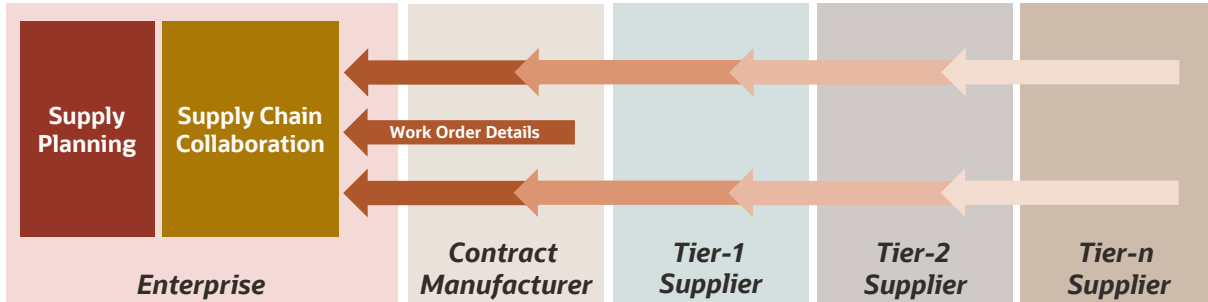 Supply
Planning
Supply Chain
Collaboration
Work Order Details
Enterprise
Contract
Manufacturer
Tier-1
Supplier
Tier-2
Supplier
Tier-n
Supplier